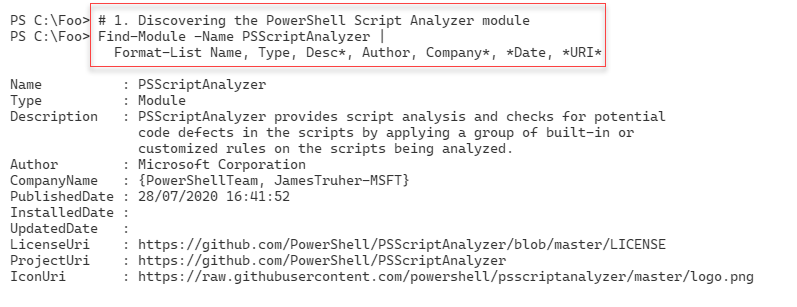 PS C:\Foo> # 1. Discovering the PowerShell Script Analyzer module
PS C:\Foo> Find-Module -Name PSScriptAnalyzer |
             Format-List Name, Type, Desc*, Author, Company*, *Date, *URI*

Name          : PSScriptAnalyzer
Type          : Module
Description   : PSScriptAnalyzer provides script analysis and checks for potential
                code defects in the scripts by applying a group of built-in or
                customized rules on the scripts being analyzed.
Author        : Microsoft Corporation
CompanyName   : {PowerShellTeam, JamesTruher-MSFT}
PublishedDate : 28/07/2020 16:41:52
InstalledDate :
UpdatedDate   :
LicenseUri    : https://github.com/PowerShell/PSScriptAnalyzer/blob/master/LICENSE
ProjectUri    : https://github.com/PowerShell/PSScriptAnalyzer
IconUri       : https://raw.githubusercontent.com/powershell/psscriptanalyzer/master/logo.png